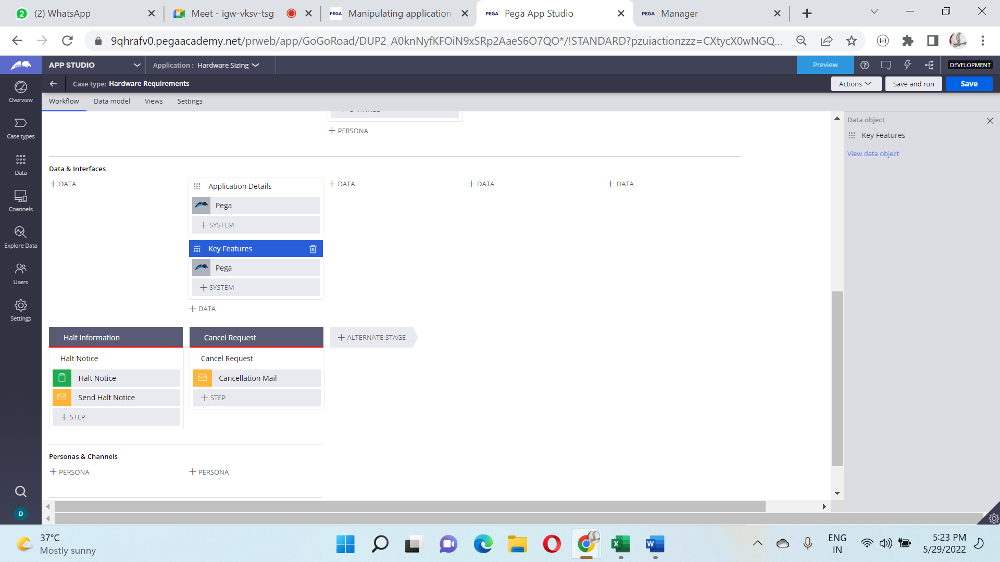 (2) WhatsApp
Meet - igw-vksv-tsg
PEGA Manipulating application
PEGA Pega App Studio
PEGA Manager
9qhrafv0.pegaacademy.net/prweb/app/GoGoRoad/DUP2_A0knNyfKFOiN9xSRp2AaeS6O7QO*/!STANDARD?pzuiactionzzz=CXtycX0wNGQ...
APP STUDIO
Application : Hardware Sizing
Preview
DEVELOPMENT
Case type: Hardware Requirements
Actions
Save and run
Save
Workflow
Data model
Views
Settings
Overview
Case types
Data
Channels
Explore Data
Users
Settings
D
+ PERSONA
Data & Interfaces
+ DATA
Application Details
Pega
+ SYSTEM
Key Features
Pega
+ SYSTEM
+ DATA
+ DATA
+ DATA
+ DATA
Halt Information
Cancel Request
+ ALTERNATE STAGE
Halt Notice
Halt Notice
Send Halt Notice
+ STEP
Cancel Request
Cancellation Mail
+ STEP
Personas & Channels
+ PERSONA
+ PERSONA
Data object
Key Features
View data object
37°C
Mostly sunny
ENG
IN
5:23 PM
5/29/2022